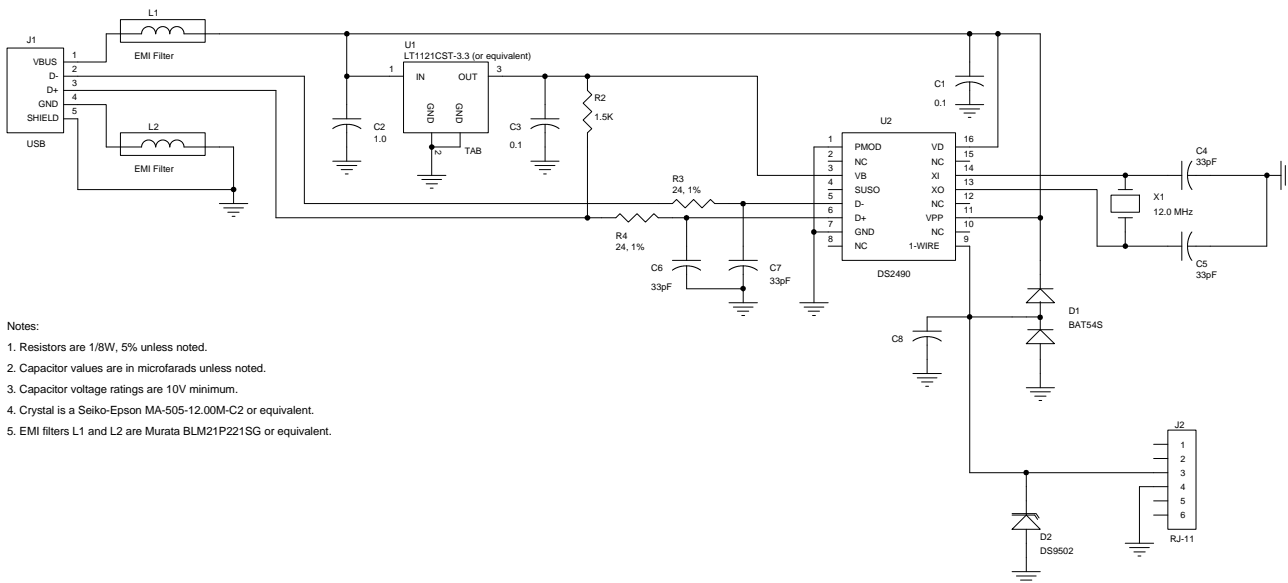 J1
VBUS 1
D- 2
D+ 3
GND 4
SHIELD 5
USB
L1
EMI Filter
L2
EMI Filter
U1
LT1121CST-3.3 (or equivalent)
1 IN OUT 3
GND GND
2 TAB
C2
1.0
C3
0.1
R2
1.5K
C1
0.1
R3
24, 1%
R4
24, 1%
C6
33pF
C7
33pF
U2
1 PMOD VD 16
2 NC NC 15
3 VB XI 14
4 SUSO XO 13
5 D- NC 12
6 D+ VPP 11
7 GND NC 10
8 NC 1-WIRE 9
DS2490
C4
33pF
X1
12.0 MHz
C5
33pF
D1
BAT54S
C8
D2
DS9502
J2
1
2
3
4
5
6
RJ-11
Notes:
1. Resistors are 1/8W, 5% unless noted.
2. Capacitor values are in microfarads unless noted.
3. Capacitor voltage ratings are 10V minimum.
4. Crystal is a Seiko-Epson MA-505-12.00M-C2 or equivalent.
5. EMI filters L1 and L2 are Murata BLM21P221SG or equivalent.